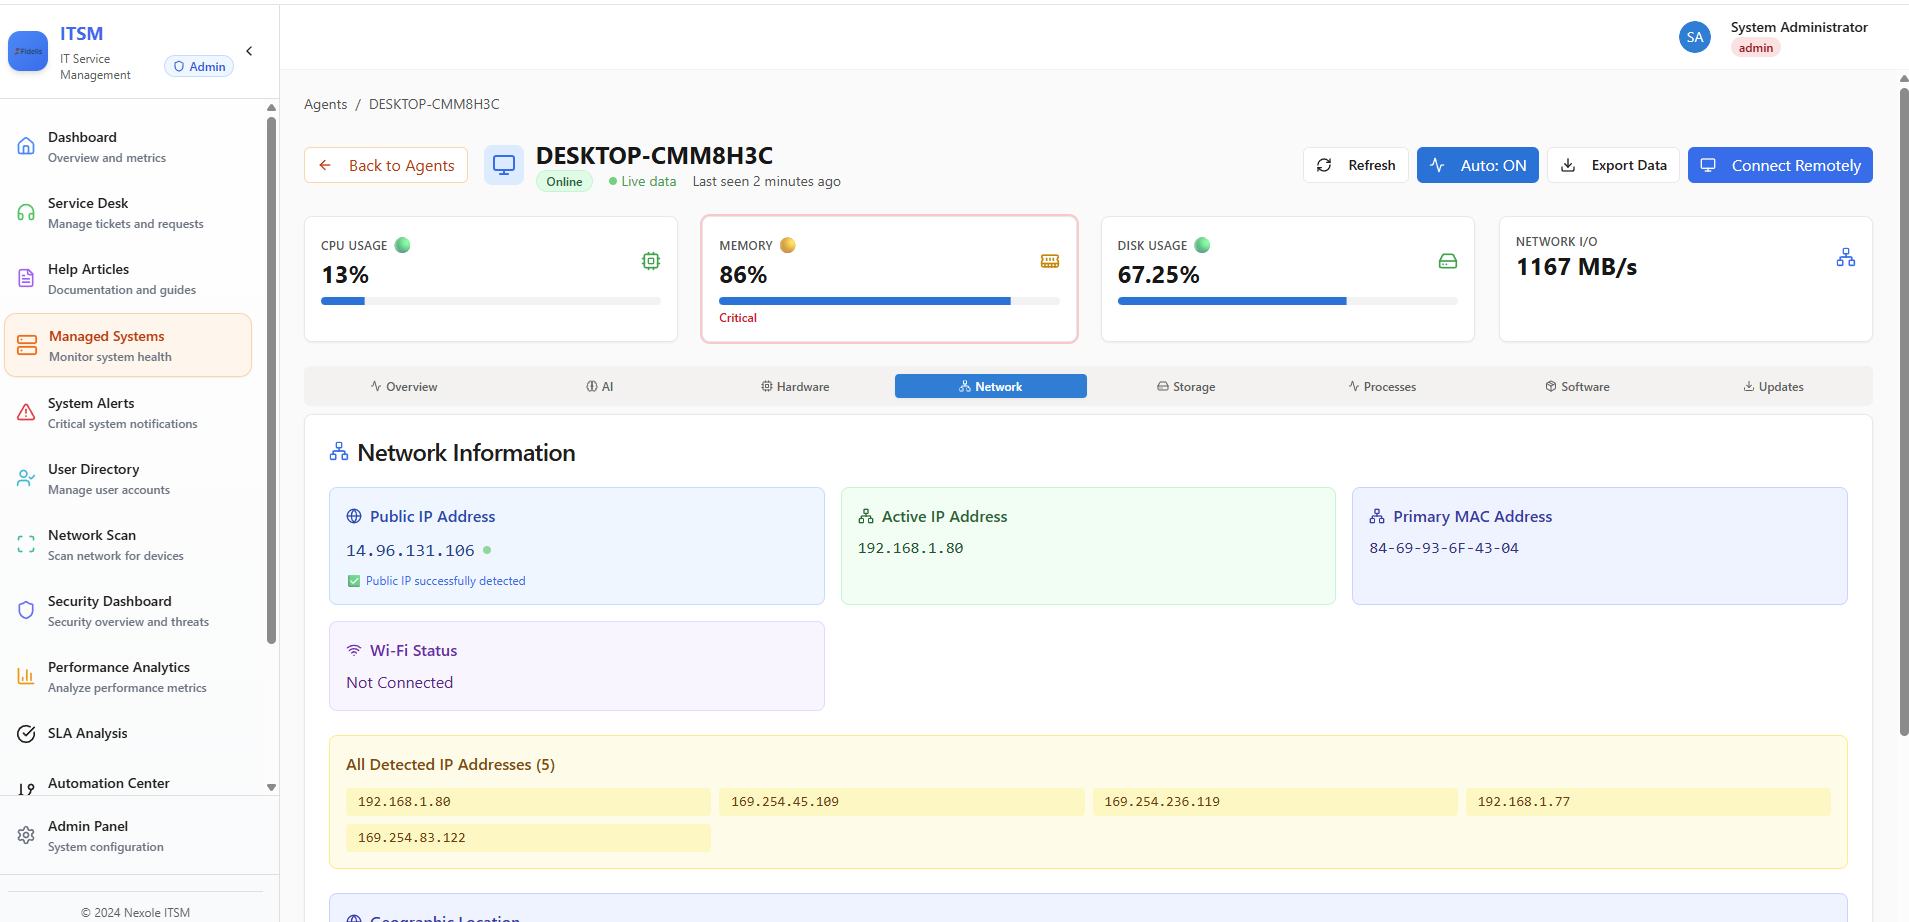 Fidelis
ITSM
IT Service
Management
Admin
SA
System Administrator
admin
Dashboard
Overview and metrics
Service Desk
Manage tickets and requests
Help Articles
Documentation and guides
Managed Systems
Monitor system health
System Alerts
Critical system notifications
User Directory
Manage user accounts
Network Scan
Scan network for devices
Security Dashboard
Security overview and threats
Performance Analytics
Analyze performance metrics
SLA Analysis
Automation Center
Admin Panel
System configuration
© 2024 Nexole ITSM
Agents / DESKTOP-CMM8H3C
Back to Agents
DESKTOP-CMM8H3C
Online Live data Last seen 2 minutes ago
Refresh
Auto: ON
Export Data
Connect Remotely
CPU USAGE
13%
MEMORY
86%
Critical
DISK USAGE
67.25%
NETWORK I/O
1167 MB/s
Overview AI Hardware Network Storage Processes Software Updates
Network Information
Public IP Address
14.96.131.106
Public IP successfully detected
Active IP Address
192.168.1.80
Primary MAC Address
84-69-93-6F-43-04
Wi-Fi Status
Not Connected
All Detected IP Addresses (5)
192.168.1.80 169.254.45.109 169.254.236.119 192.168.1.77
169.254.83.122
Geographic Location